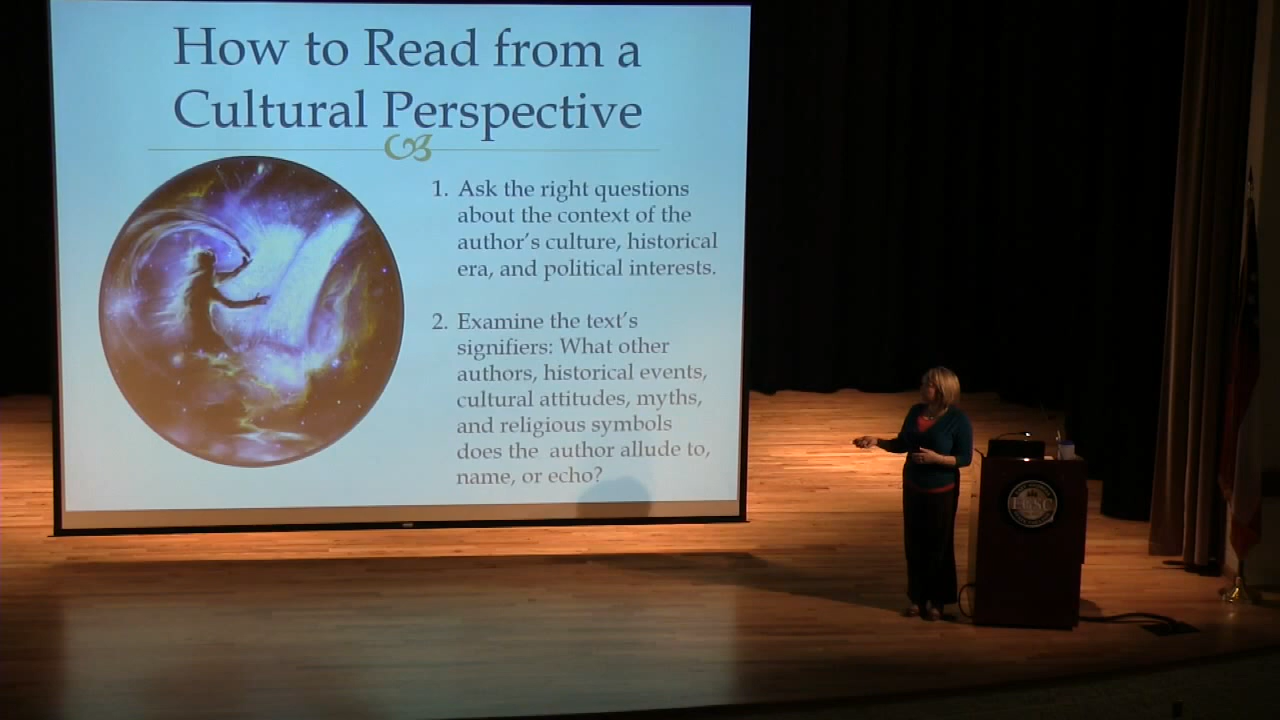 How to Read from a
Cultural Perspective
1. Ask the right questions
about the context of the
author's culture, historical
era, and political interests.
2. Examine the text's
signifiers: What other
authors, historical events,
cultural attitudes, myths,
and religious symbols
does the author allude to,
name, or echo?